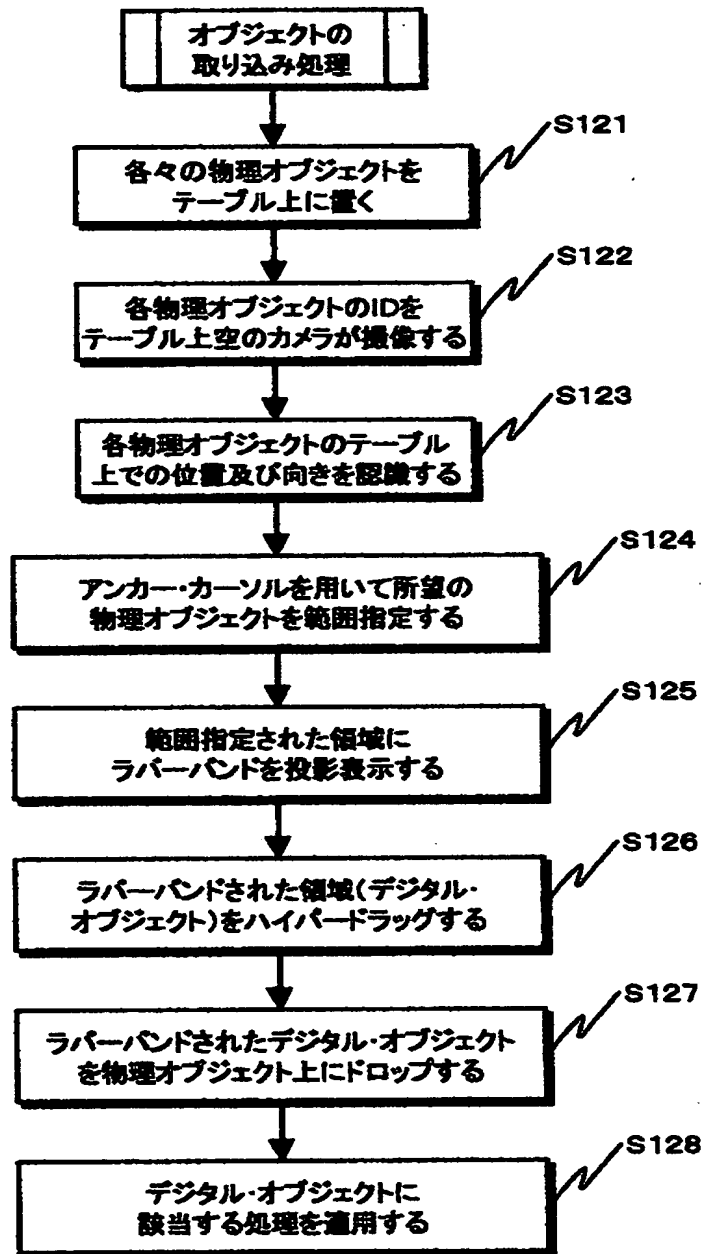 オブジェクトの
取り込み処理
S121
各々の物理オブジェクトを
テーブル上に置く
S122
各物理オブジェクトのIDを
テーブル上空のカメラが撮像する
S123
各物理オブジェクトのテーブル
上での位置及び向きを認識する
S124
アンカー・カーソルを用いて所望の
物理オブジェクトを範囲指定する
S125
範囲指定された領域に
ラバーバンドを投影表示する
S126
ラバーバンドされた領域(デジタル・
オブジェクト)をハイパードラッグする
S127
ラバーバンドされたデジタル・オブジェクト
を物理オブジェクト上にドロップする
S128
デジタル・オブジェクトに
該当する処理を適用する